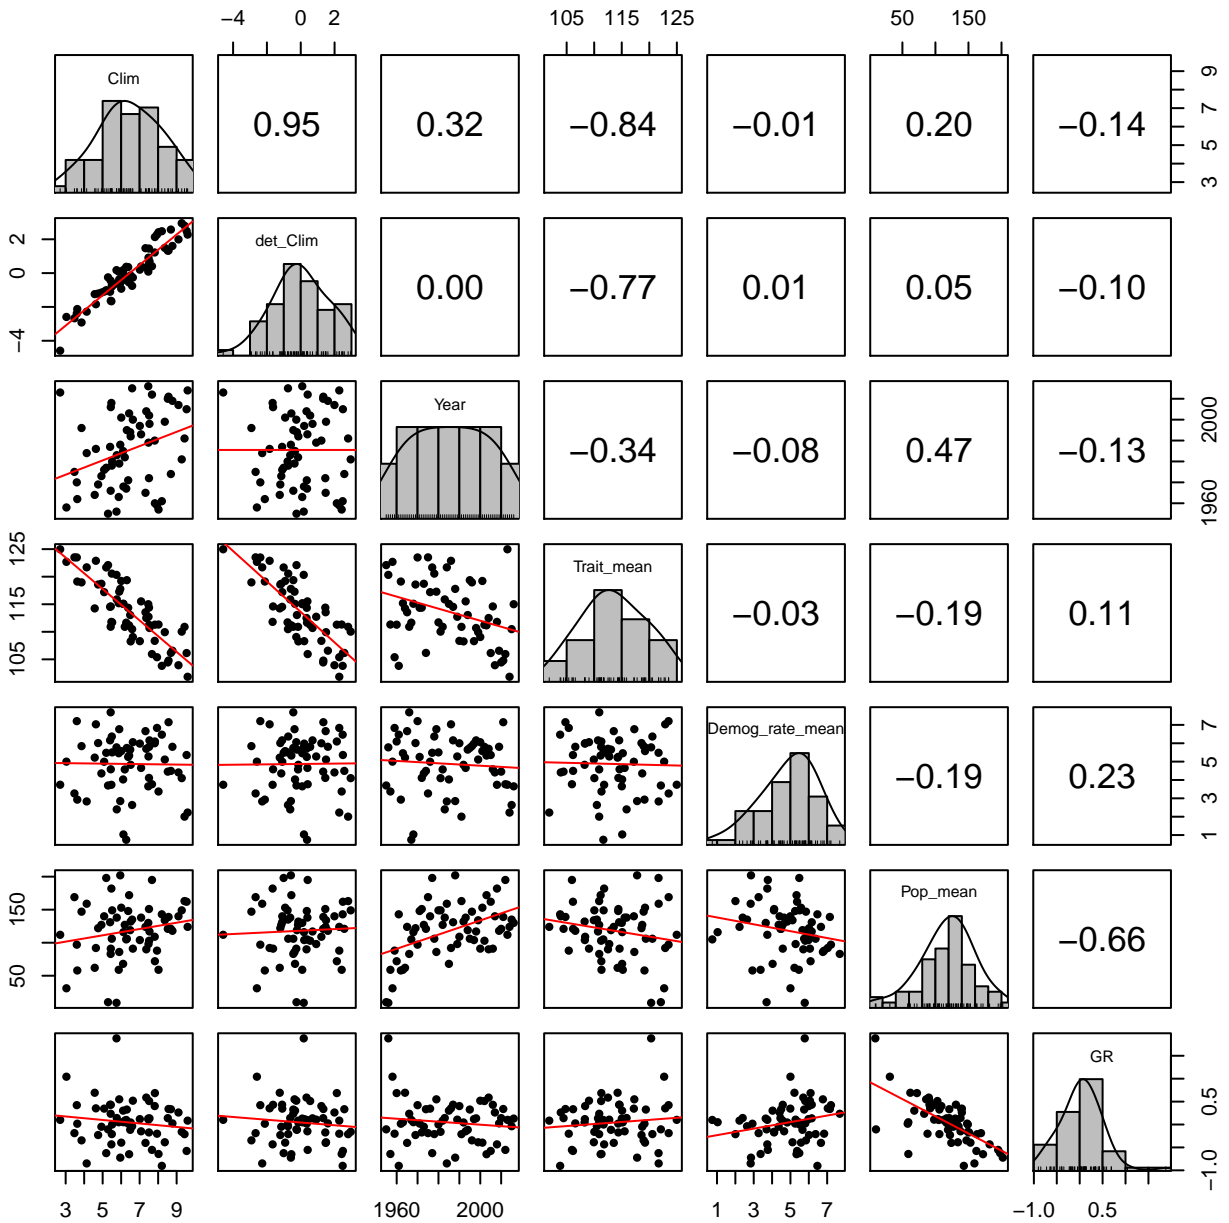 −4 0 2 105 115 125 50 150
Clim
0.95 0.32 −0.84 −0.01 0.20 −0.14
3 5 7 9
det_Clim
0.00 −0.77 0.01 0.05 −0.10
−4 0 2
Year
−0.34 −0.08 0.47 −0.13
1960 2000
Trait_mean
−0.03 −0.19 0.11
105 115 125
Demog_rate_mean
−0.19 0.23
1 3 5 7
Pop_mean
−0.66
50 150
GR
−1.0 0.5
3 5 7 9 1960 2000 1 3 5 7 −1.0 0.5